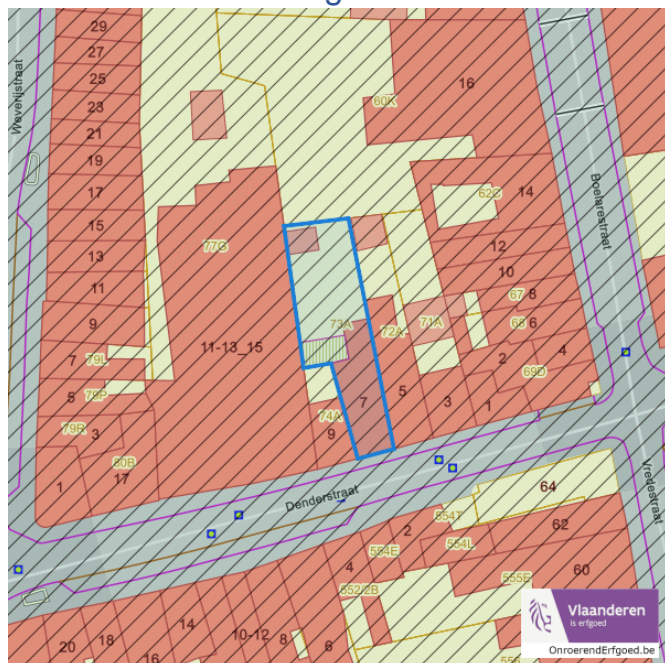 29
27
25
23
21
19
17
15
13
11
9
7
5
3
1
17
Weverijstraat
60K
16
77G
11-13_15
62C
14
12
10
67 8
68 6
4
2
69D
73A
72A
71A
7
5
3
1
74A
9
79L
79P
79R
80B
Denderstraat
Boelarestraat
Vredestraat
64
62
60
554T
554L
554E
555E
552/2B
2
4
6
8
10-12
14
16
18
20
Vlaanderen
is erfgoed
OnroerendErfgoed.be